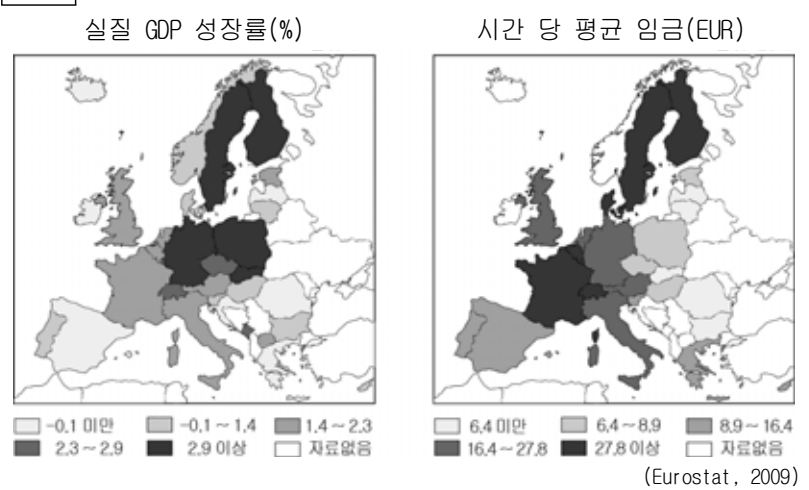 실질 GDP 성장률(%)
시간 당 평균 임금(EUR)
-0.1 미만
-0.1 ~ 1.4
1.4 ~ 2.3
2.3 ~ 2.9
2.9 이상
자료없음
6.4 미만
6.4 ~ 8.9
8.9 ~ 16.4
16.4 ~ 27.8
27.8 이상
자료없음
(Eurostat, 2009)